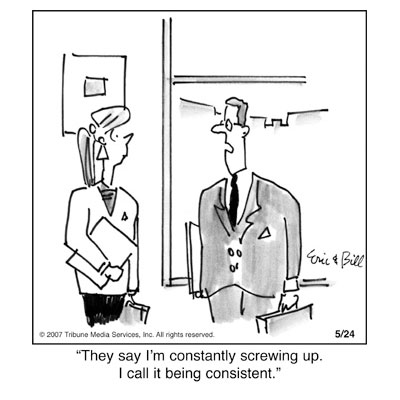 Eric & Bill
© 2007 Tribune Media Services, Inc. All rights reserved.
5/24
“They say I’m constantly screwing up.
I call it being consistent.”